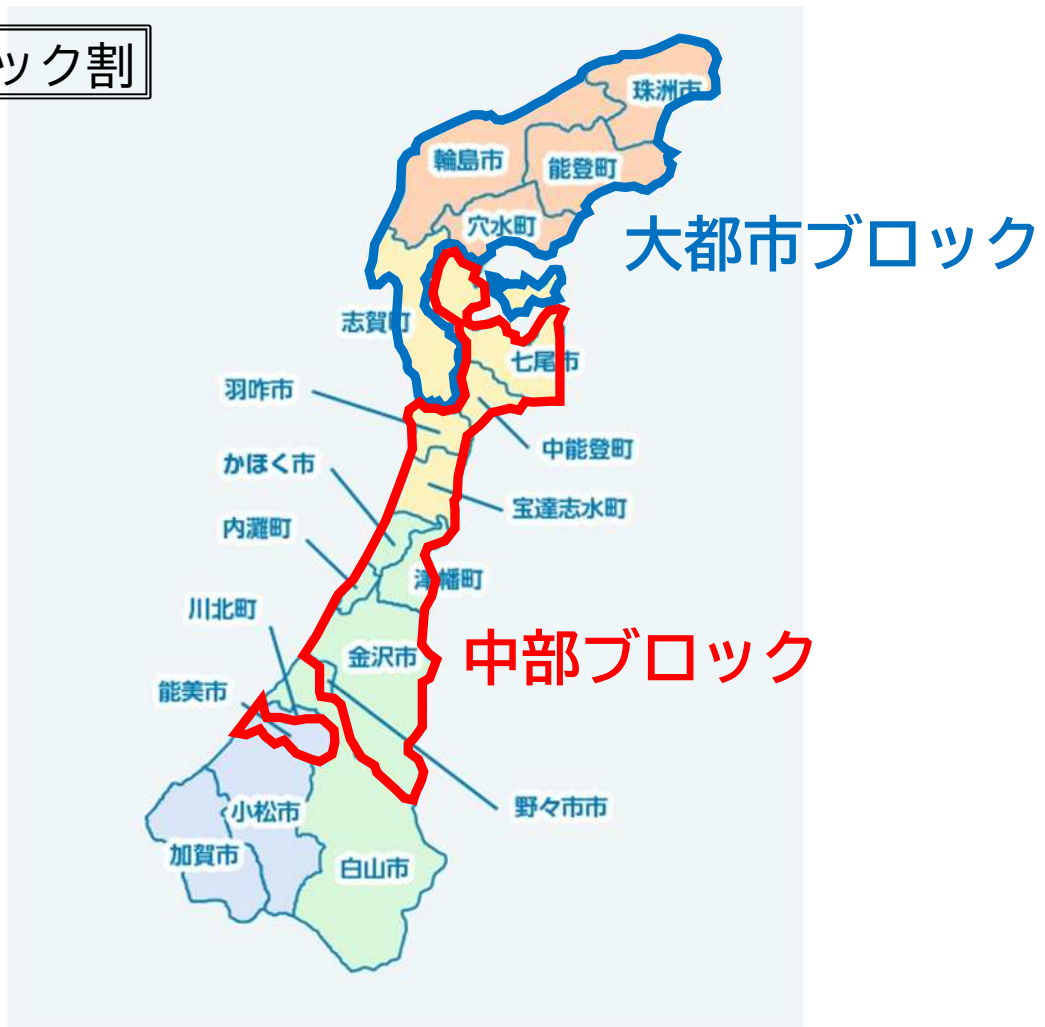 ック割
珠洲市
輪島市
能登町
穴水町
大都市ブロック
志賀町
七尾市
羽咋市
中能登町
かほく市
宝達志水町
内灘町
津幡町
川北町
金沢市
中部ブロック
能美市
野々市市
小松市
加賀市
白山市